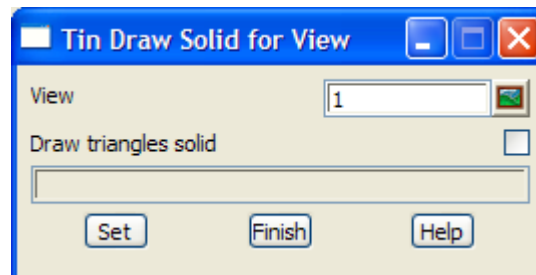 Tin Draw Solid for View
View 1
Draw triangles solid
Set Finish Help